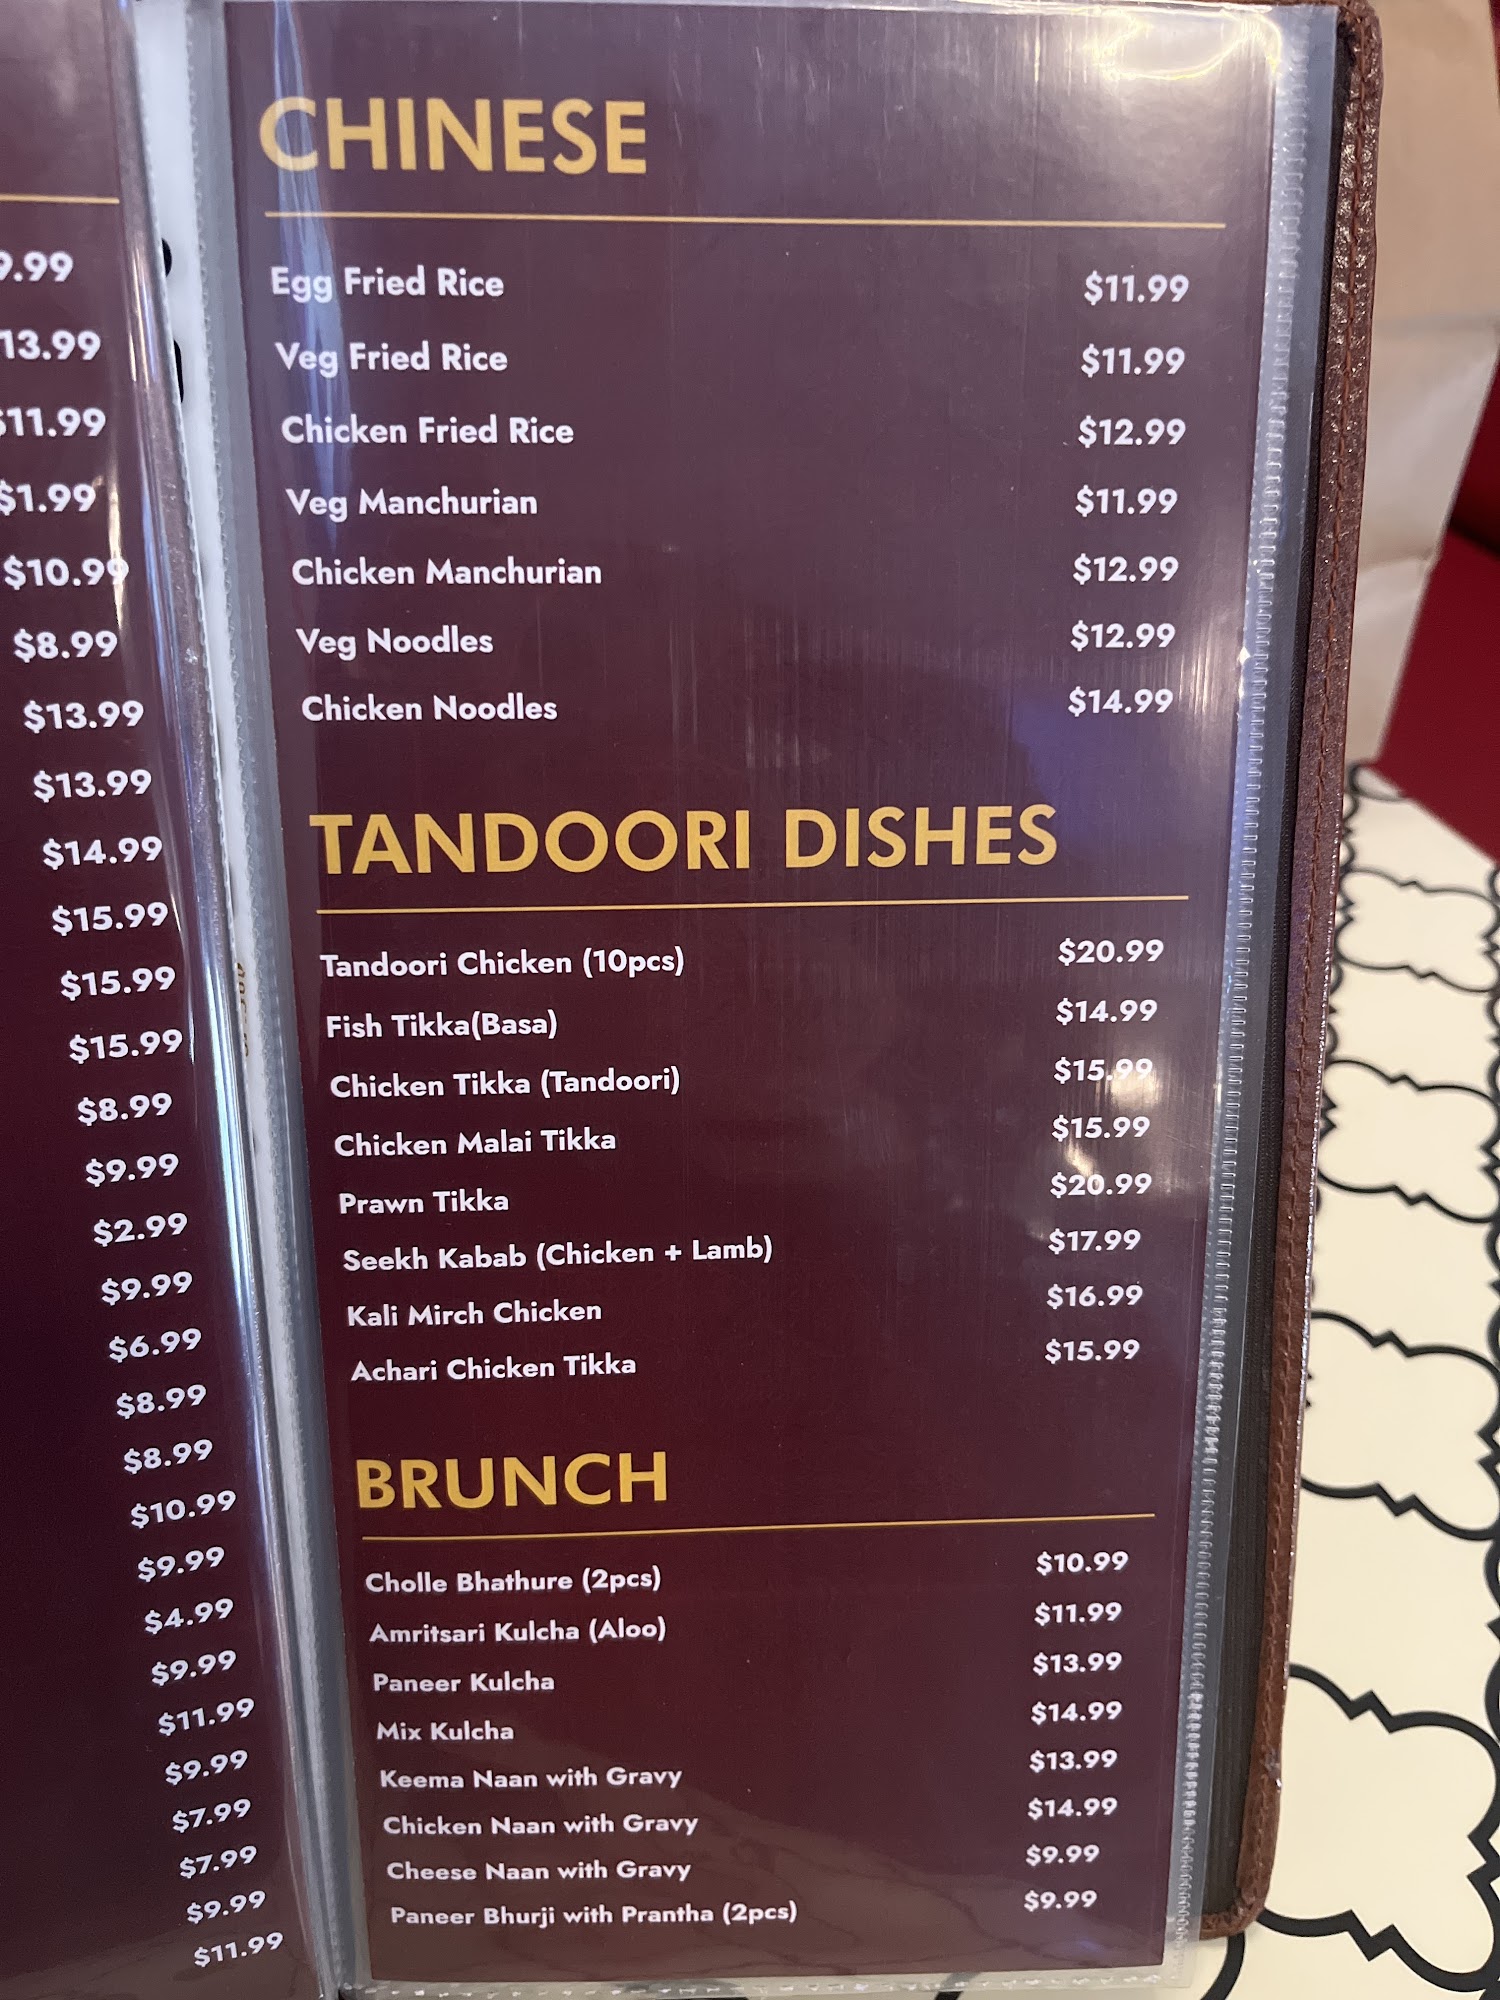 9.99
13.99
$11.99
$1.99
$10.99
$8.99
$13.99
$13.99
$14.99
$15.99
$15.99
$15.99
$8.99
$9.99
$2.99
$9.99
$6.99
$8.99
$8.99
$10.99
$9.99
$4.99
$9.99
$11.99
$9.99
$7.99
$7.99
$9.99
$11.99
CHINESE
Egg Fried Rice $11.99
Veg Fried Rice $11.99
Chicken Fried Rice $12.99
Veg Manchurian $11.99
Chicken Manchurian $12.99
Veg Noodles $12.99
Chicken Noodles $14.99
TANDOORI DISHES
Tandoori Chicken (10pcs) $20.99
Fish Tikka(Basa) $14.99
Chicken Tikka (Tandoori) $15.99
Chicken Malai Tikka $15.99
Prawn Tikka $20.99
Seekh Kabab (Chicken + Lamb) $17.99
Kali Mirch Chicken $16.99
Achari Chicken Tikka $15.99
BRUNCH
Cholle Bhathure (2pcs) $10.99
Amritsari Kulcha (Aloo) $11.99
Paneer Kulcha $13.99
Mix Kulcha $14.99
Keema Naan with Gravy $13.99
Chicken Naan with Gravy $14.99
Cheese Naan with Gravy $9.99
Paneer Bhurji with Prantha (2pcs) $9.99